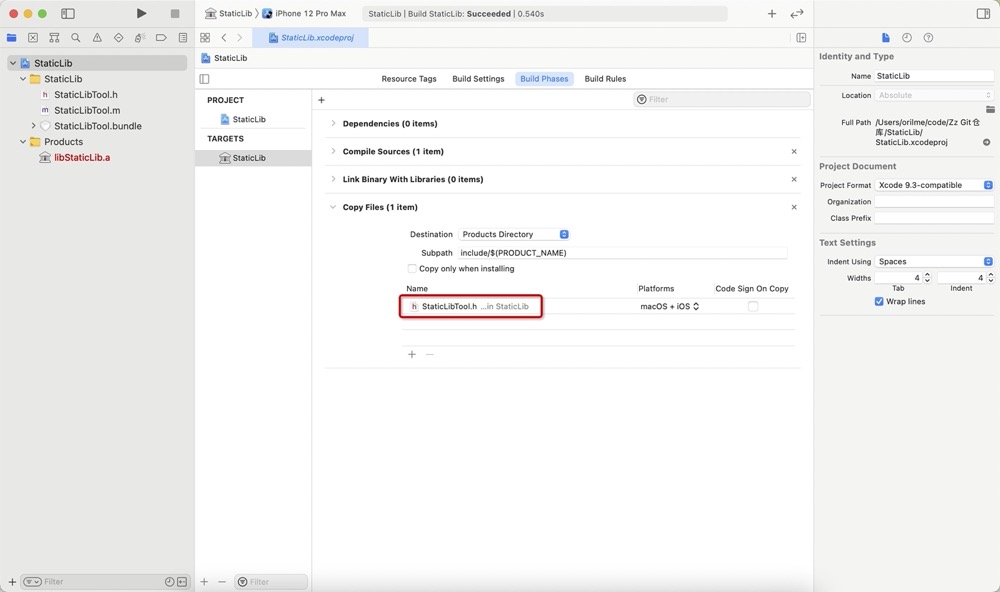 StaticLib 〉 iPhone 12 Pro Max
StaticLib | Build StaticLib: Succeeded | 0.540s
StaticLib.xcodeproj
StaticLib
StaticLib
h StaticLibTool.h
m StaticLibTool.m
StaticLibTool.bundle
Products
libStaticLib.a
Filter
StaticLib
Resource Tags Build Settings Build Phases Build Rules
PROJECT
StaticLib
TARGETS
StaticLib
Filter
Filter
Dependencies (0 items)
Compile Sources (1 item)
Link Binary With Libraries (0 items)
Copy Files (1 item)
Destination Products Directory
Subpath include/$(PRODUCT_NAME)
Copy only when installing
Name Platforms Code Sign On Copy
h StaticLibTool.h ...in StaticLib macOS + iOS
Identity and Type
Name StaticLib
Location Absolute
Full Path /Users/orilme/code/Zz Git仓
库/StaticLib/
StaticLib.xcodeproj
Project Document
Project Format Xcode 9.3-compatible
Organization
Class Prefix
Text Settings
Indent Using Spaces
Widths 4 4
Tab Indent
Wrap lines